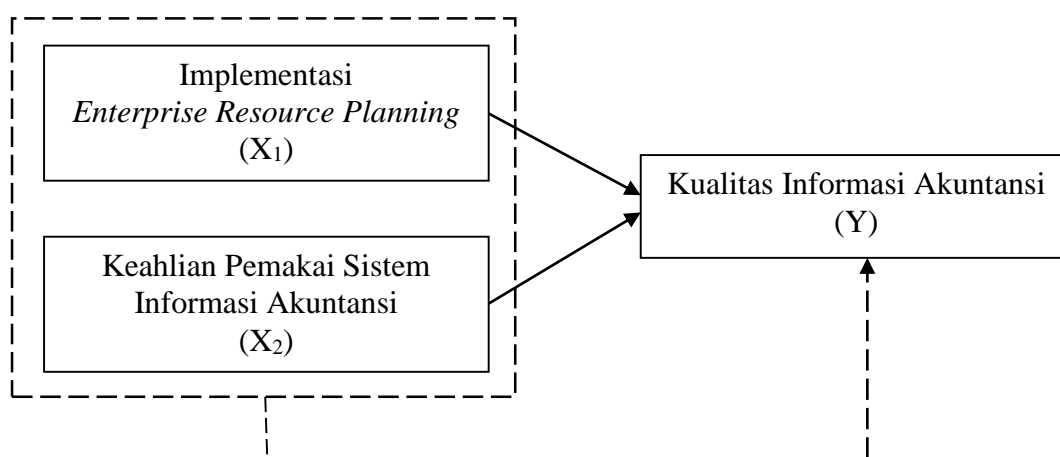 Implementasi
Enterprise Resource Planning
(X₁)
Kualitas Informasi Akuntansi
(Y)
Keahlian Pemakai Sistem
Informasi Akuntansi
(X₂)